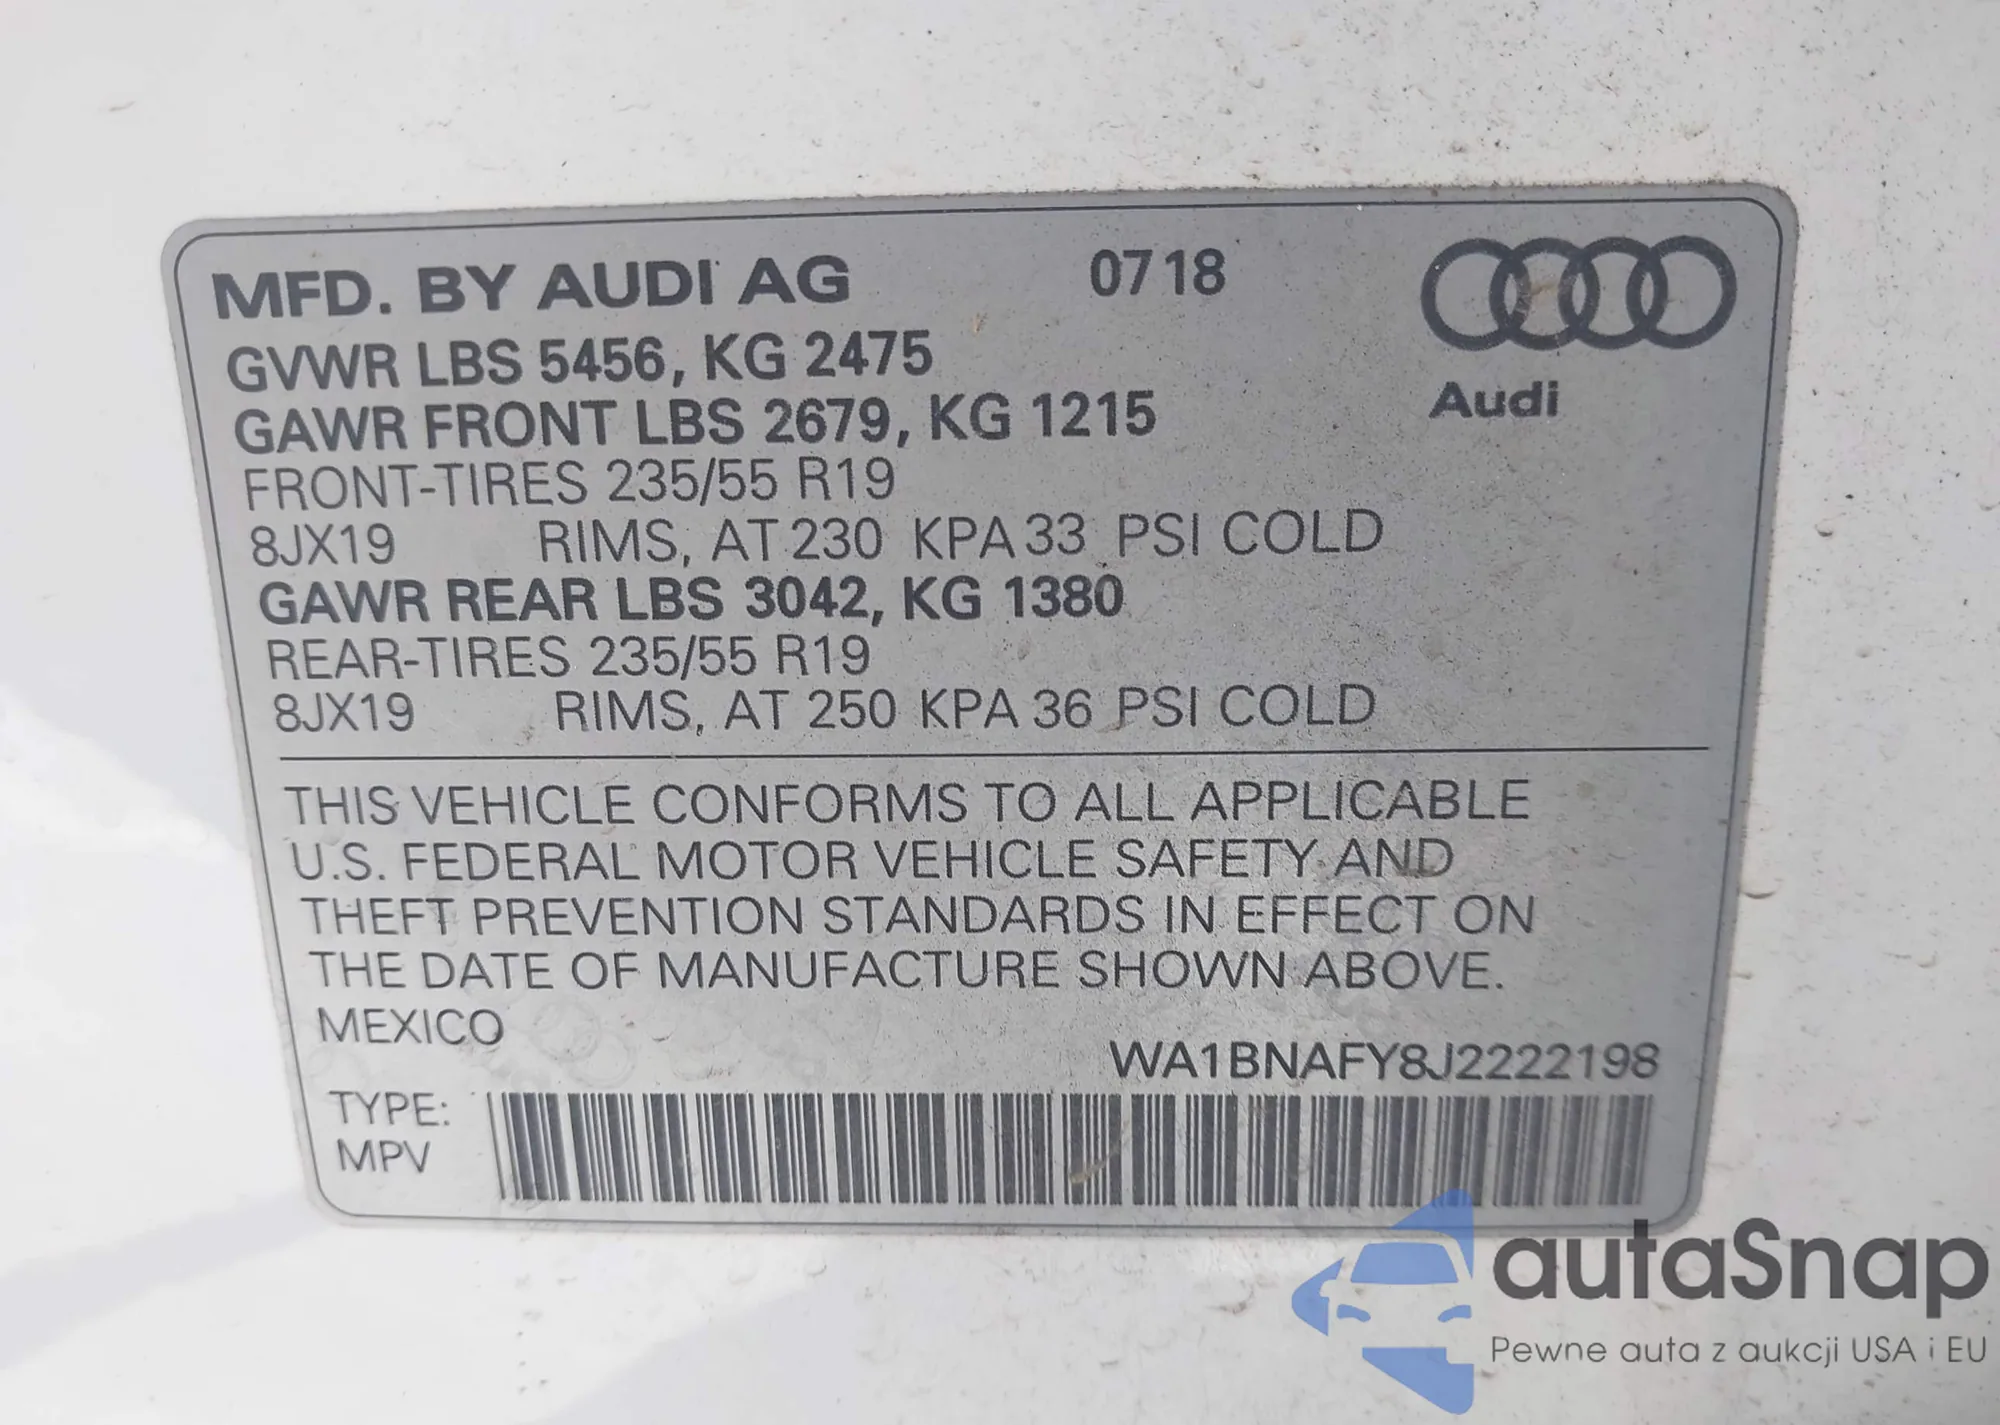 MFD. BY AUDI AG 0718
GVWR LBS 5456, KG 2475
GAWR FRONT LBS 2679, KG 1215
Audi
FRONT-TIRES 235/55 R19
8JX19 RIMS, AT 230 KPA 33 PSI COLD
GAWR REAR LBS 3042, KG 1380
REAR-TIRES 235/55 R19
8JX19 RIMS, AT 250 KPA 36 PSI COLD
THIS VEHICLE CONFORMS TO ALL APPLICABLE
U.S. FEDERAL MOTOR VEHICLE SAFETY AND
THEFT PREVENTION STANDARDS IN EFFECT ON
THE DATE OF MANUFACTURE SHOWN ABOVE.
MEXICO
WA1BNAFY8J2222198
TYPE:
MPV
autaSnap
Pewne auta z aukcji USA i EU